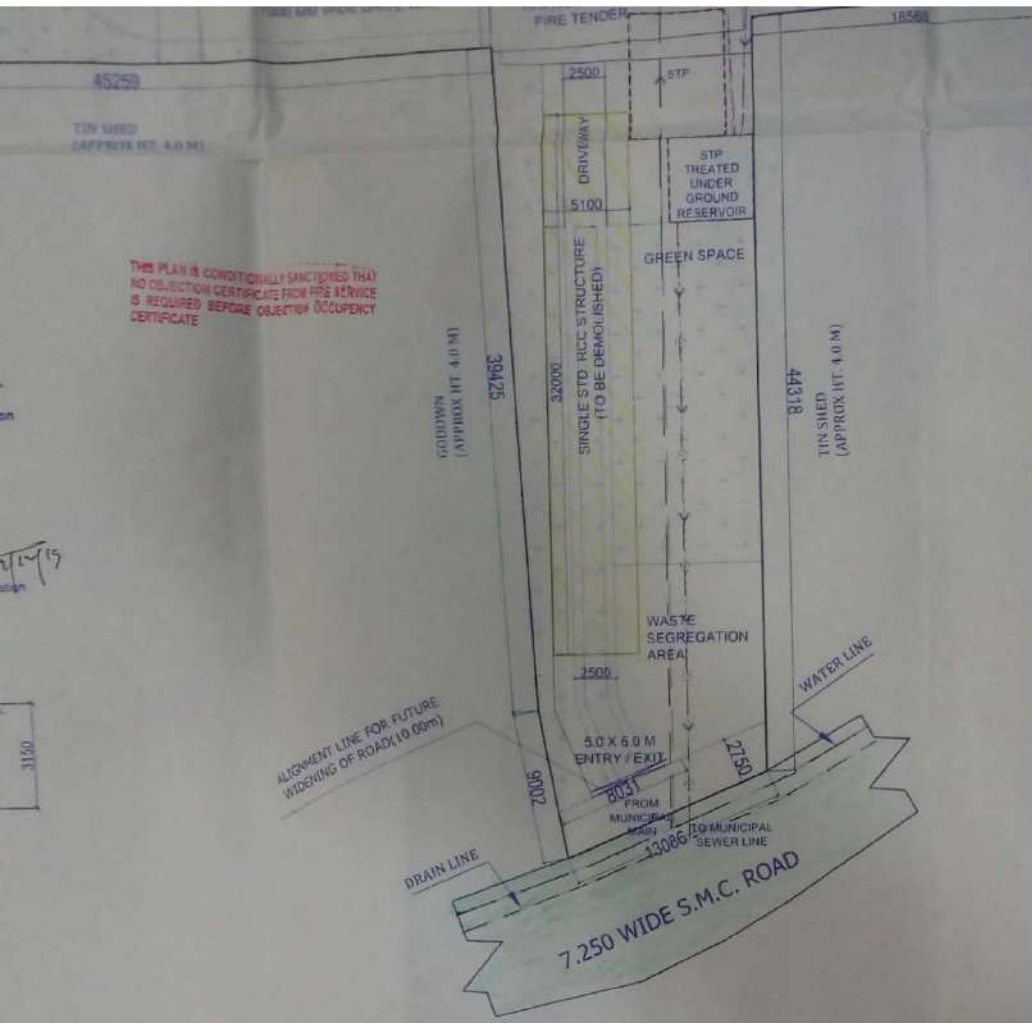 FIRE TENDER
16568
45259
2500
STP
TIN SHED
(APPROX HT. 4.0 M)
DRIVEWAY
STP
TREATED
UNDER
GROUND
RESERVOIR
5100
GREEN SPACE
THIS PLAN IS CONDITIONALLY SANCTIONED THAT
NO OBJECTION CERTIFICATE FROM FIRE SERVICE
IS REQUIRED BEFORE OBJECTION OCCUPENCY
CERTIFICATE
GODOWN
(APPROX HT. 4.0 M)
39425
32000
SINGLE STD RCC STRUCTURE
(TO BE DEMOLISHED)
44318
TIN SHED
(APPROX HT. 4.0 M)
WASTE
SEGREGATION
AREA
2500
WATER LINE
ALIGNMENT LINE FOR FUTURE
WIDENING OF ROAD(10.00m)
3150
9002
5.0 X 6.0 M
ENTRY / EXIT
2750
8031
FROM
MUNICIPAL
MAIN
TO MUNICIPAL
SEWER LINE
13086
DRAIN LINE
7.250 WIDE S.M.C. ROAD